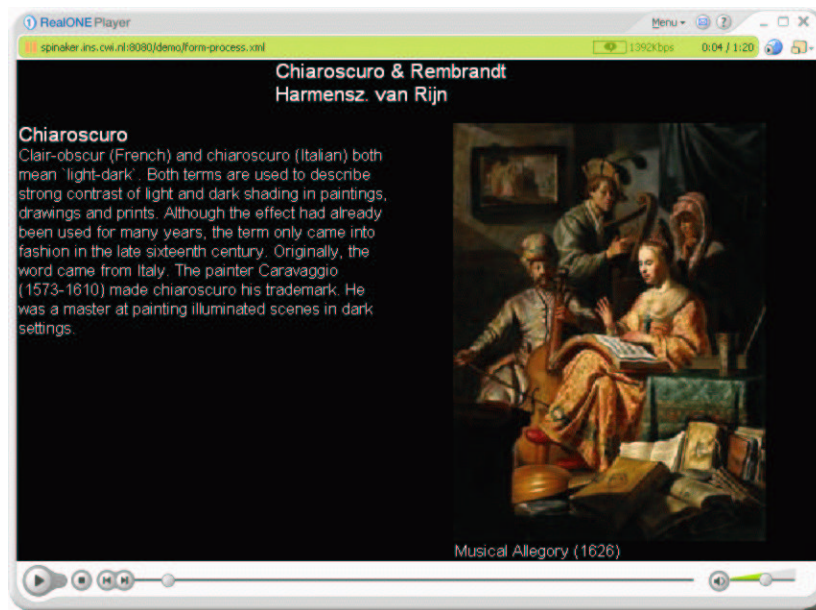 RealONE Player
Menu
spinaker.ins.cwi.nl:8080/demo/form-process.xml
1392Kbps
0:04 / 1:20
Chiaroscuro & Rembrandt
Harmensz. van Rijn
Chiaroscuro
Clair-obscur (French) and chiaroscuro (Italian) both
mean `light-dark`. Both terms are used to describe
strong contrast of light and dark shading in paintings,
drawings and prints. Although the effect had already
been used for many years, the term only came into
fashion in the late sixteenth century. Originally, the
word came from Italy. The painter Caravaggio
(1573-1610) made chiaroscuro his trademark. He
was a master at painting illuminated scenes in dark
settings.
Musical Allegory (1626)